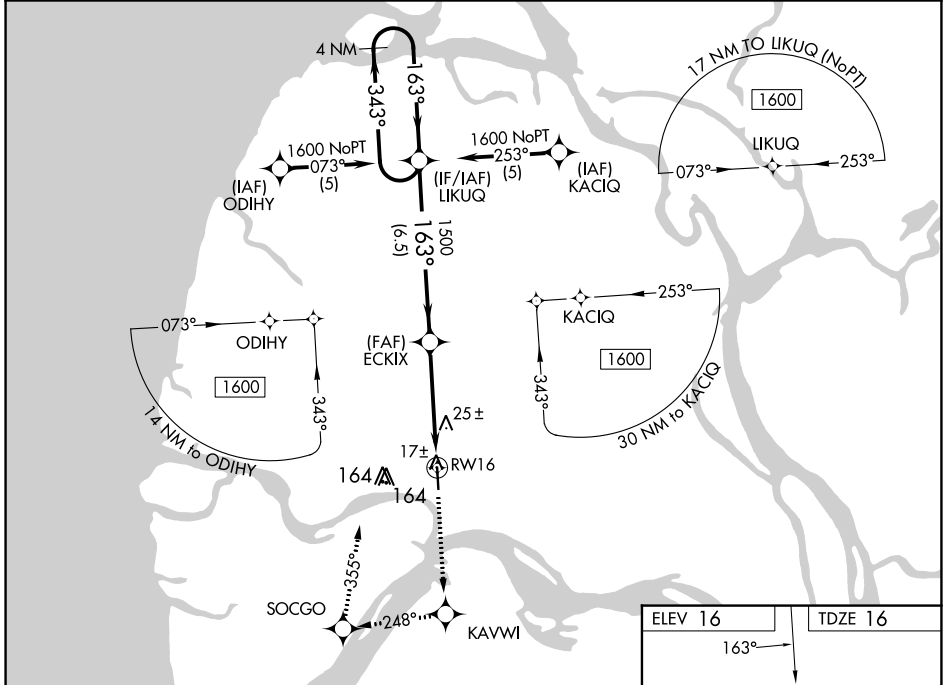 4 NM
163°
343°
17 NM TO LIKUQ (NoPT)
1600
LIKUQ
073°
253°
1600 NoPT
073°
(5)
(IAF)
ODIHY
(IF/IAF)
LIKUQ
1600 NoPT
253°
(5)
(IAF)
KACIQ
1500
163°
(6.5)
073°
ODIHY
1600
343°
14 NM to ODIHY
253°
KACIQ
1600
343°
30 NM to KACIQ
(FAF)
ECKIX
25±
17±
RW16
164
164
355°
SOCGO
248°
KAVWI
ELEV 16
TDZE 16
163°